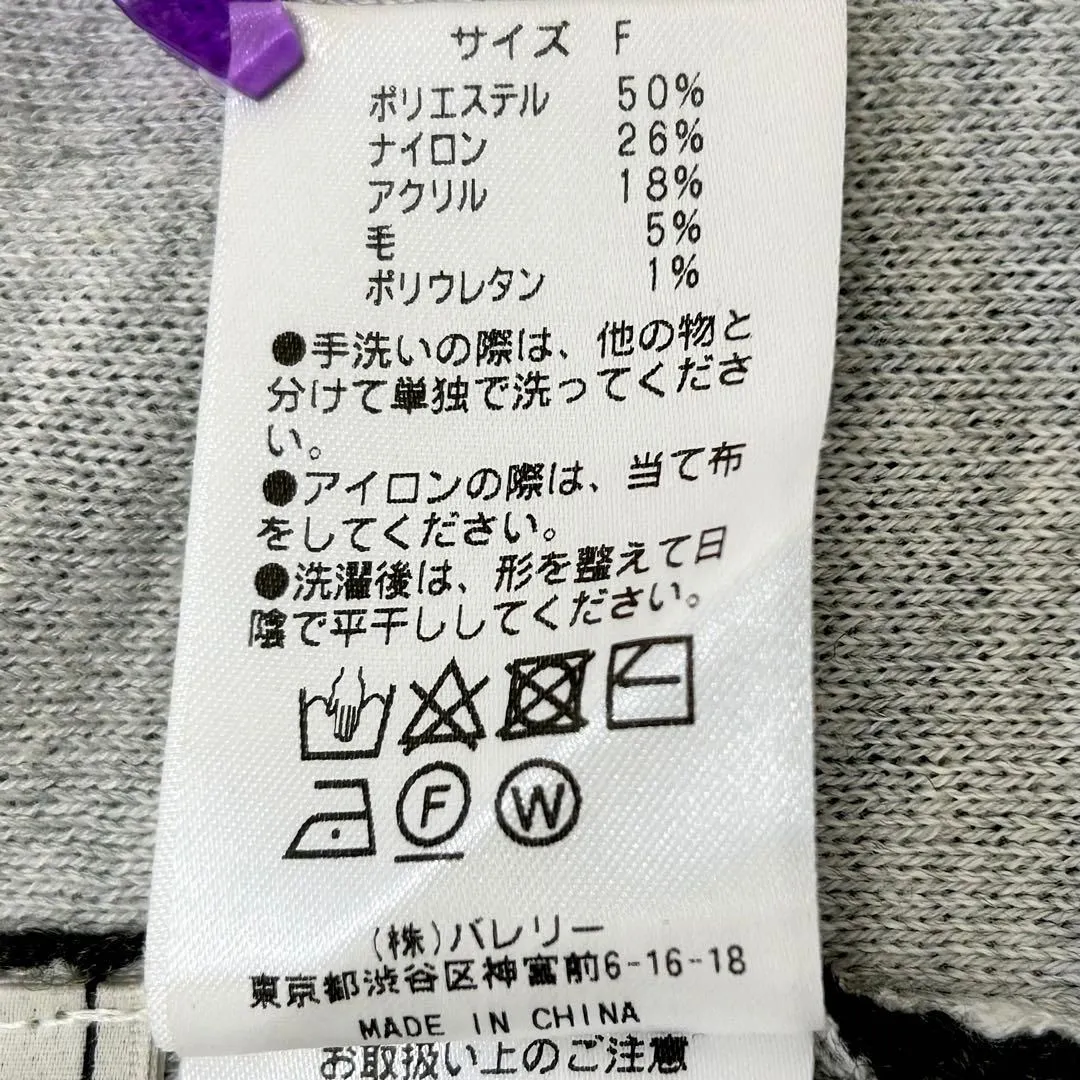 サイズ F
ポリエステル 50%
ナイロン 26%
アクリル 18%
毛 5%
ポリウレタン 1%
●手洗いの際は、他の物と
分けて単独で洗ってくださ
い。
●アイロンの際は、当て布
をしてください。
●洗濯後は、形を整えて日
陰で平干ししてください。
F W
(株)バレリー
東京都渋谷区神宮前6-16-18
MADE IN CHINA
お取扱い上のご注意